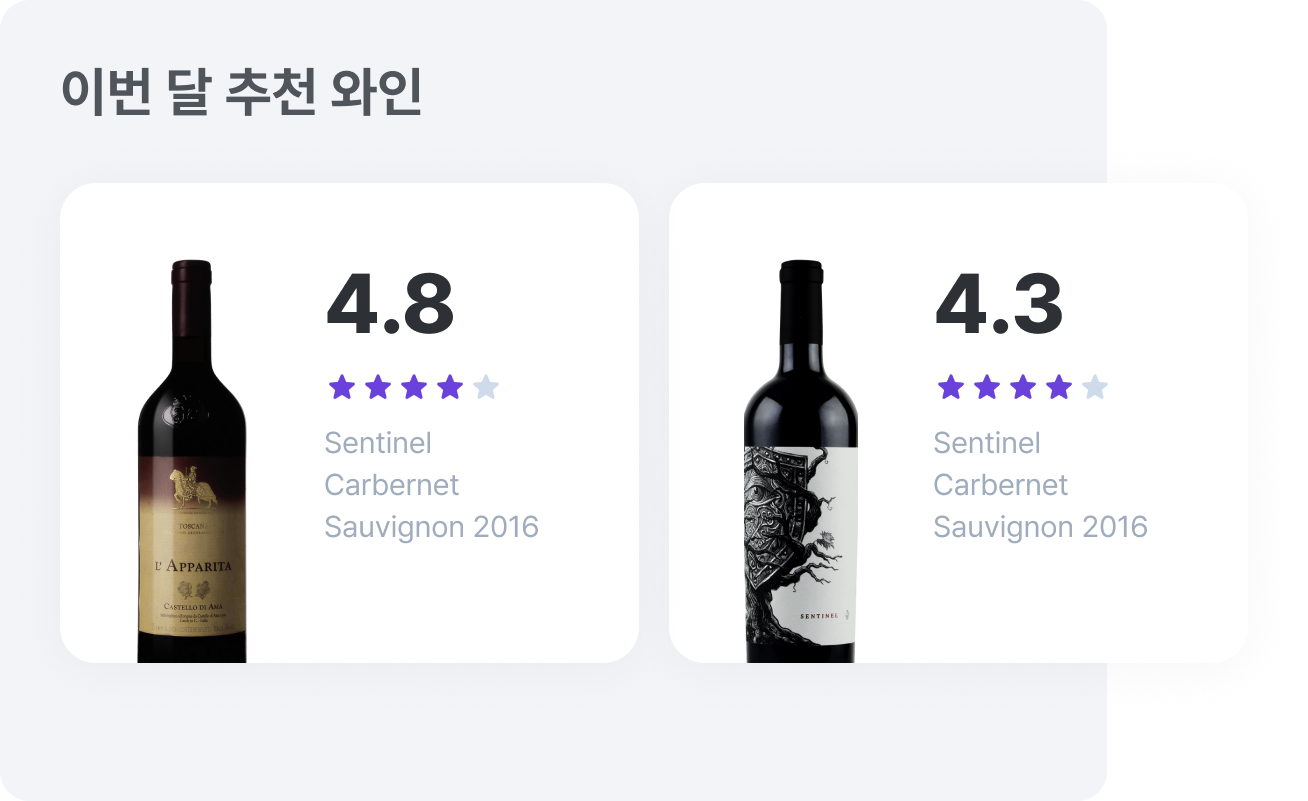 이번 달 추천 와인
4.8
Sentinel
Carbernet
Sauvignon 2016
TOSCANA
L' APPARITA
CASTELLO DI AMA
4.3
Sentinel
Carbernet
Sauvignon 2016
SENTINEL